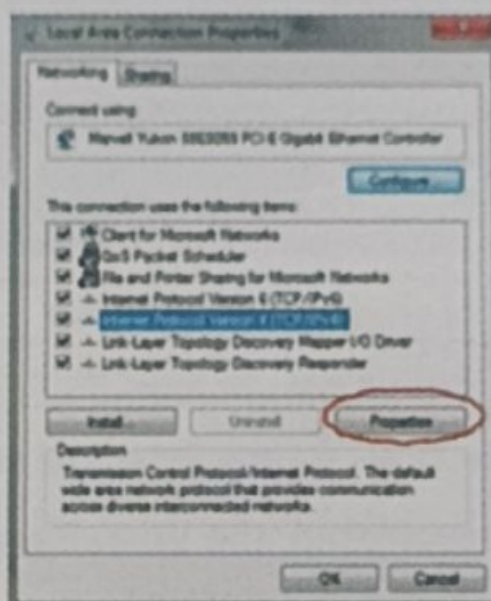 Local Area Connection Properties
Networking Sharing
Connect using:
Marvell Yukon 88E8055 PCI-E Gigabit Ethernet Controller
Configure...
This connection uses the following items:
Client for Microsoft Networks
QoS Packet Scheduler
File and Printer Sharing for Microsoft Networks
Internet Protocol Version 6 (TCP/IPv6)
Internet Protocol Version 4 (TCP/IPv4)
Link-Layer Topology Discovery Mapper I/O Driver
Link-Layer Topology Discovery Responder
Install... Uninstall Properties
Description
Transmission Control Protocol/Internet Protocol. The default
wide area network protocol that provides communication
across diverse interconnected networks.
OK Cancel